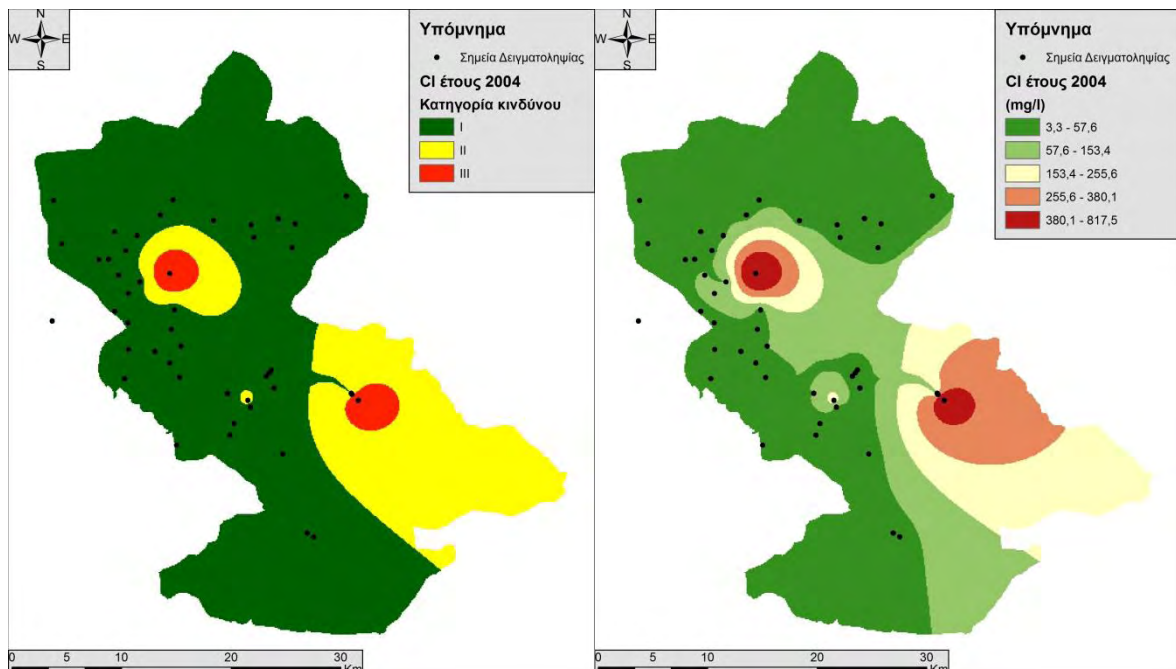 N
W E
S
Υπόμνημα
Σημεία Δειγματοληψίας
Cl έτους 2004
Κατηγορία κινδύνου
I
II
III
0 5 10 20 30
Km
N
W E
S
Υπόμνημα
Σημεία Δειγματοληψίας
Cl έτους 2004
(mg/l)
3,3 - 57,6
57,6 - 153,4
153,4 - 255,6
255,6 - 380,1
380,1 - 817,5
0 5 10 20 30
Km